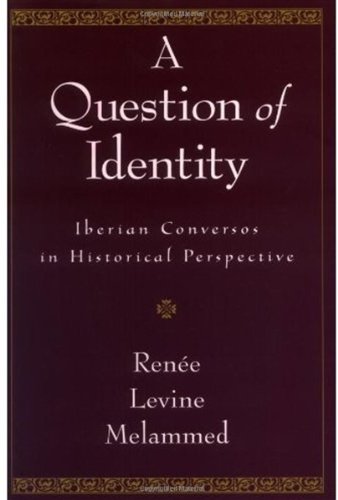 A
Question of
Identity
Iberian Conversos
in Historical Perspective
Renée
Levine
Melammed